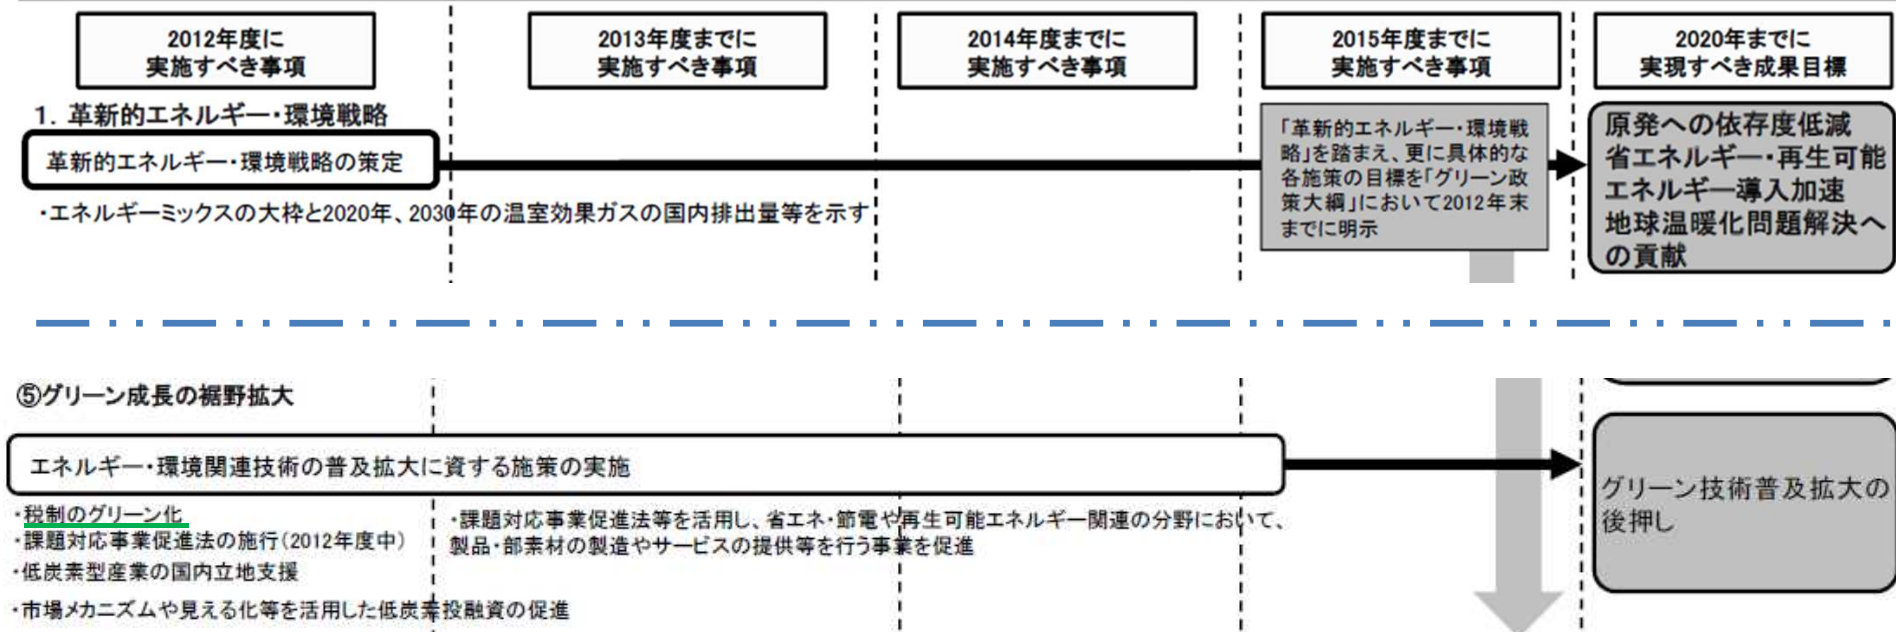 2012年度に
実施すべき事項
2013年度までに
実施すべき事項
2014年度までに
実施すべき事項
2015年度までに
実施すべき事項
2020年までに
実現すべき成果目標
1．革新的エネルギー・環境戦略
革新的エネルギー・環境戦略の策定
・エネルギーミックスの大枠と2020年、2030年の温室効果ガスの国内排出量等を示す
「革新的エネルギー・環境戦
略」を踏まえ、更に具体的な
各施策の目標を「グリーン政
策大綱」において2012年末
までに明示
原発への依存度低減
省エネルギー・再生可能
エネルギー導入加速
地球温暖化問題解決へ
の貢献
⑤グリーン成長の裾野拡大
エネルギー・環境関連技術の普及拡大に資する施策の実施
・税制のグリーン化
・課題対応事業促進法の施行（2012年度中）
・低炭素型産業の国内立地支援
・市場メカニズムや見える化等を活用した低炭素投融資の促進
・課題対応事業促進法等を活用し、省エネ・節電や再生可能エネルギー関連の分野において、
製品・部素材の製造やサービスの提供等を行う事業を促進
グリーン技術普及拡大の
後押し